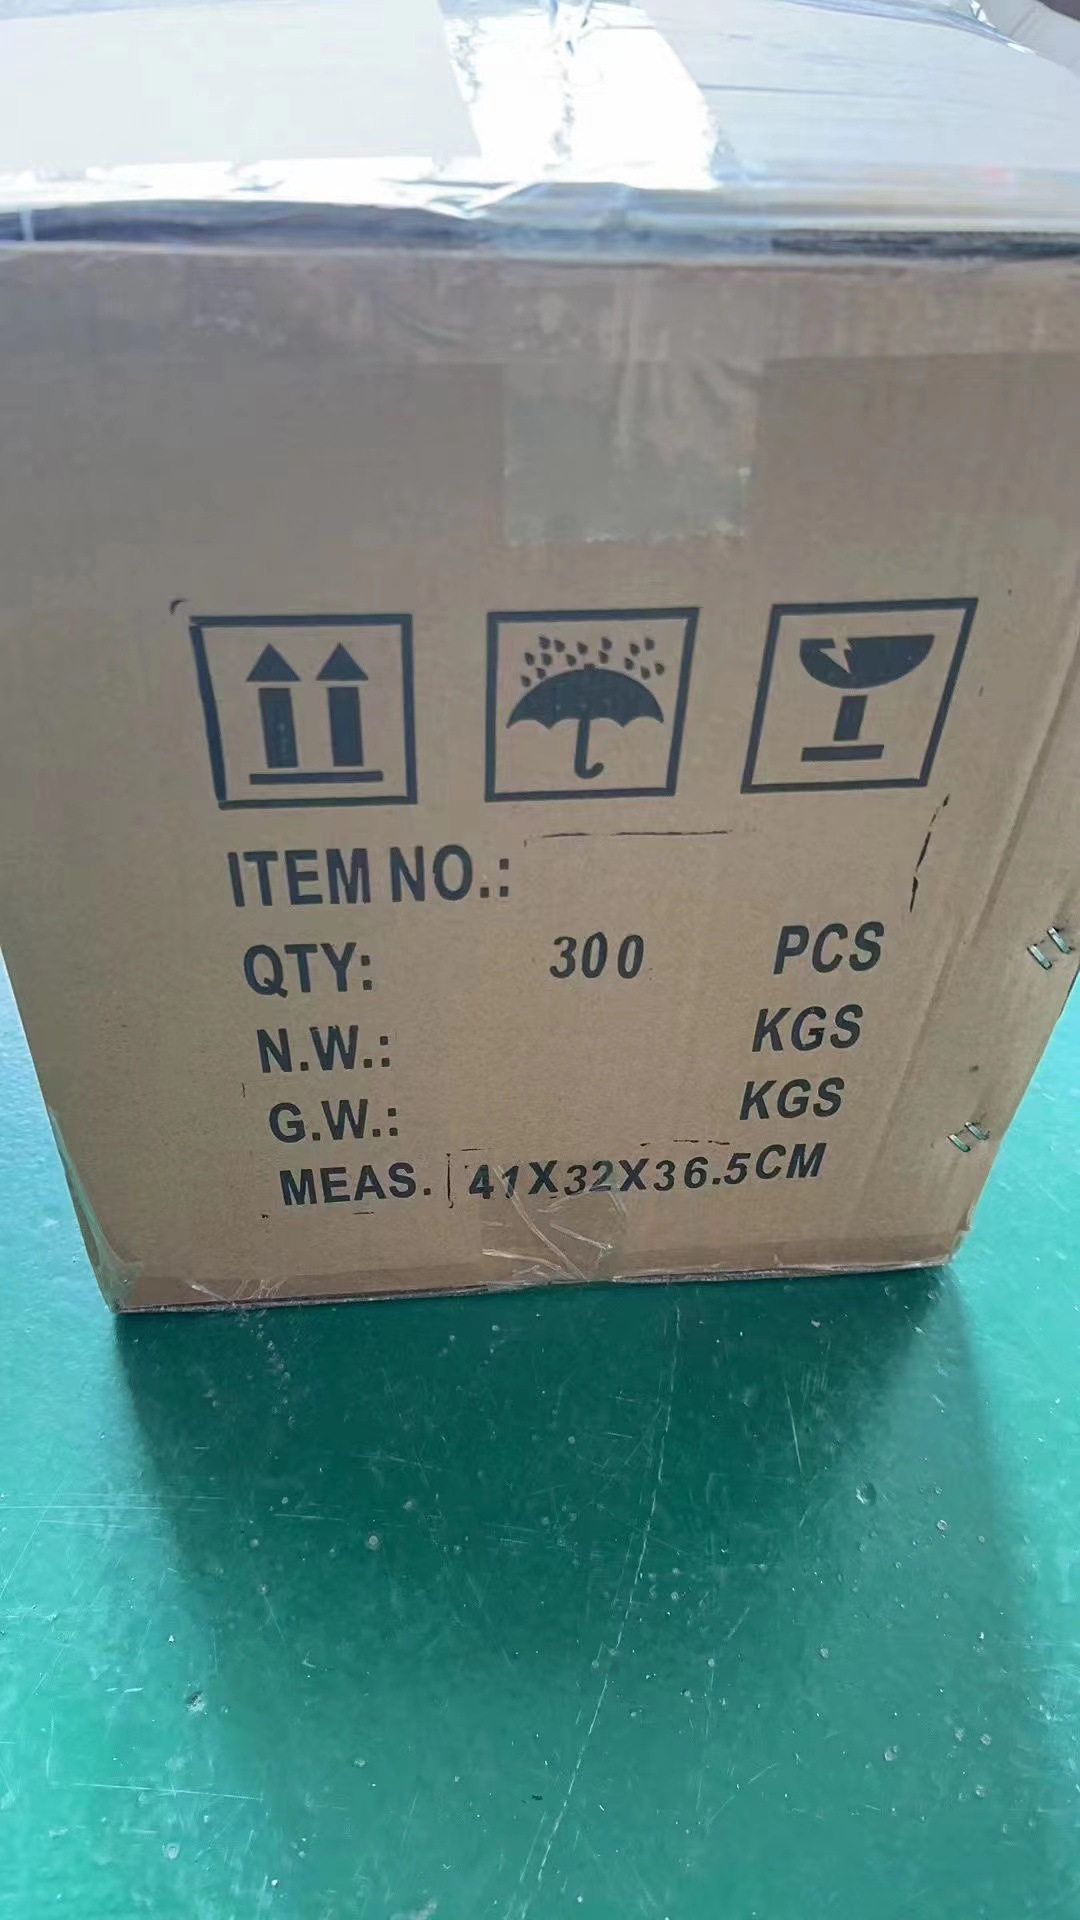 ITEM NO.:
QTY: 300 PCS
N.W.: KGS
G.W.: KGS
MEAS. 41X32X36.5CM